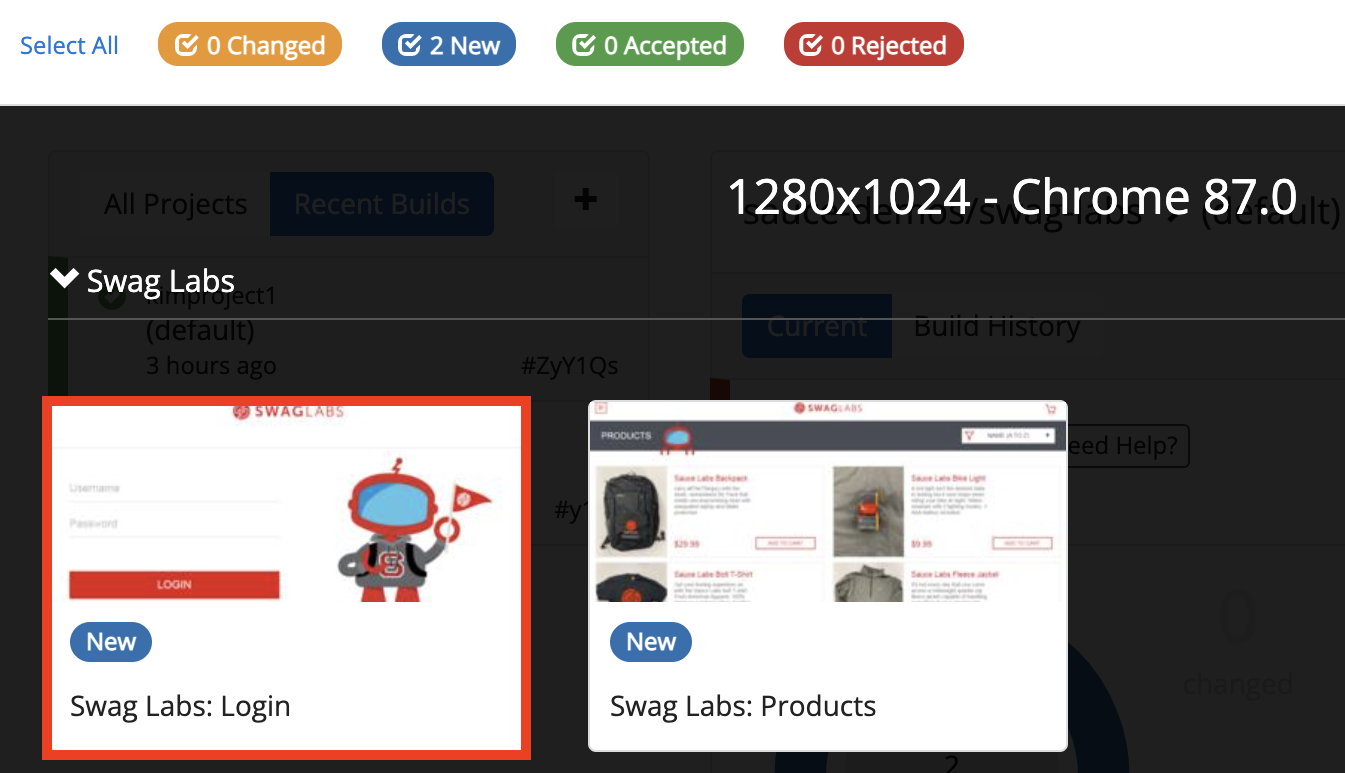 Select All
0 Changed
2 New
0 Accepted
0 Rejected
All Projects
Recent Builds
1280x1024 - Chrome 87.0
sauce-demos/swag-labs > (default)
Swag Labs
kimproject1
(default)
3 hours ago
#ZyY1Qs
Current
Build History
eed Help?
#y1
SWAGLABS
Username
Password
LOGIN
New
Swag Labs: Login
SWAGLABS
PRODUCTS
NAME (A TO Z)
Sauce Labs Backpack
$29.99
ADD TO CART
Sauce Labs Bike Light
$9.99
ADD TO CART
Sauce Labs Bolt T-Shirt
Sauce Labs Fleece Jacket
New
Swag Labs: Products
0
changed
2